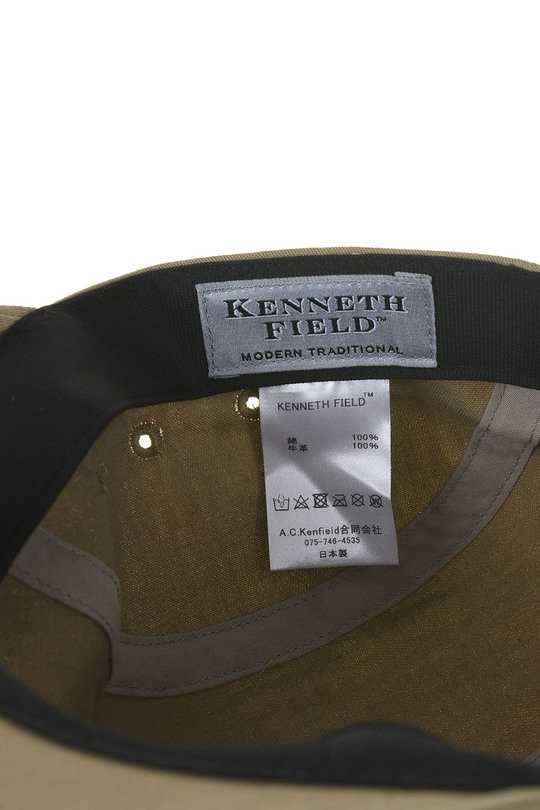 KENNETH
FIELD™
MODERN TRADITIONAL
KENNETH FIELD™
綿 100%
牛革 100%
A.C.Kenfield合同会社
075-746-4535
日本製